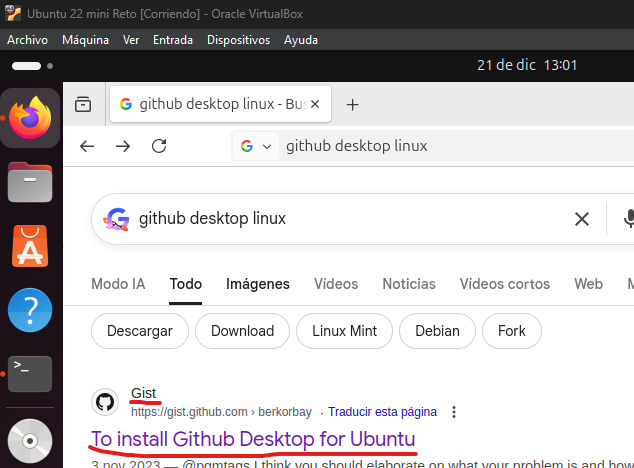 Ubuntu 22 mini Reto [Corriendo] - Oracle VirtualBox
Archivo Máquina Ver Entrada Dispositivos Ayuda
21 de dic 13:01
github desktop linux - Bus
github desktop linux
github desktop linux
Modo IA Todo Imágenes Vídeos Noticias Vídeos cortos Web
Descargar Download Linux Mint Debian Fork
Gist
https://gist.github.com › berkorbay · Traducir esta página
To install Github Desktop for Ubuntu
3 nov 2023 — @pgmtags I think you should elaborate on what your problem is and how